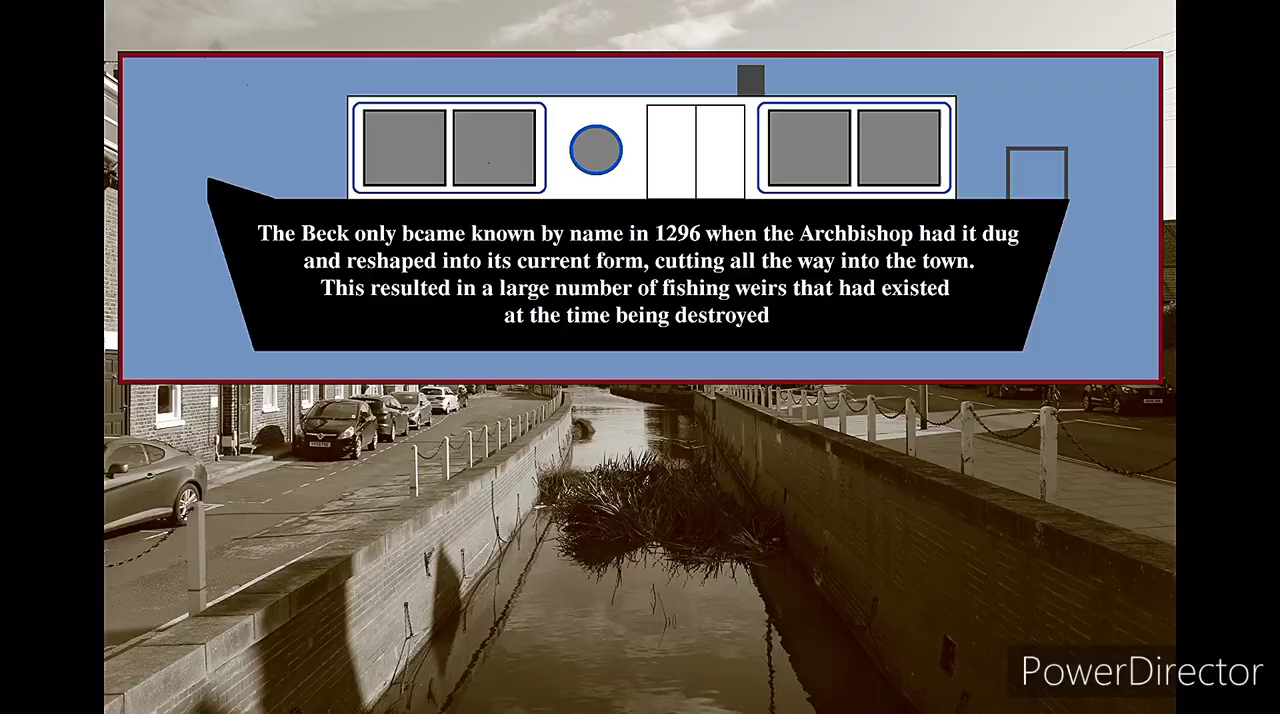 The Beck only bcame known by name in 1296 when the Archbishop had it dug
and reshaped into its current form, cutting all the way into the town.
This resulted in a large number of fishing weirs that had existed
at the time being destroyed
PowerDirector